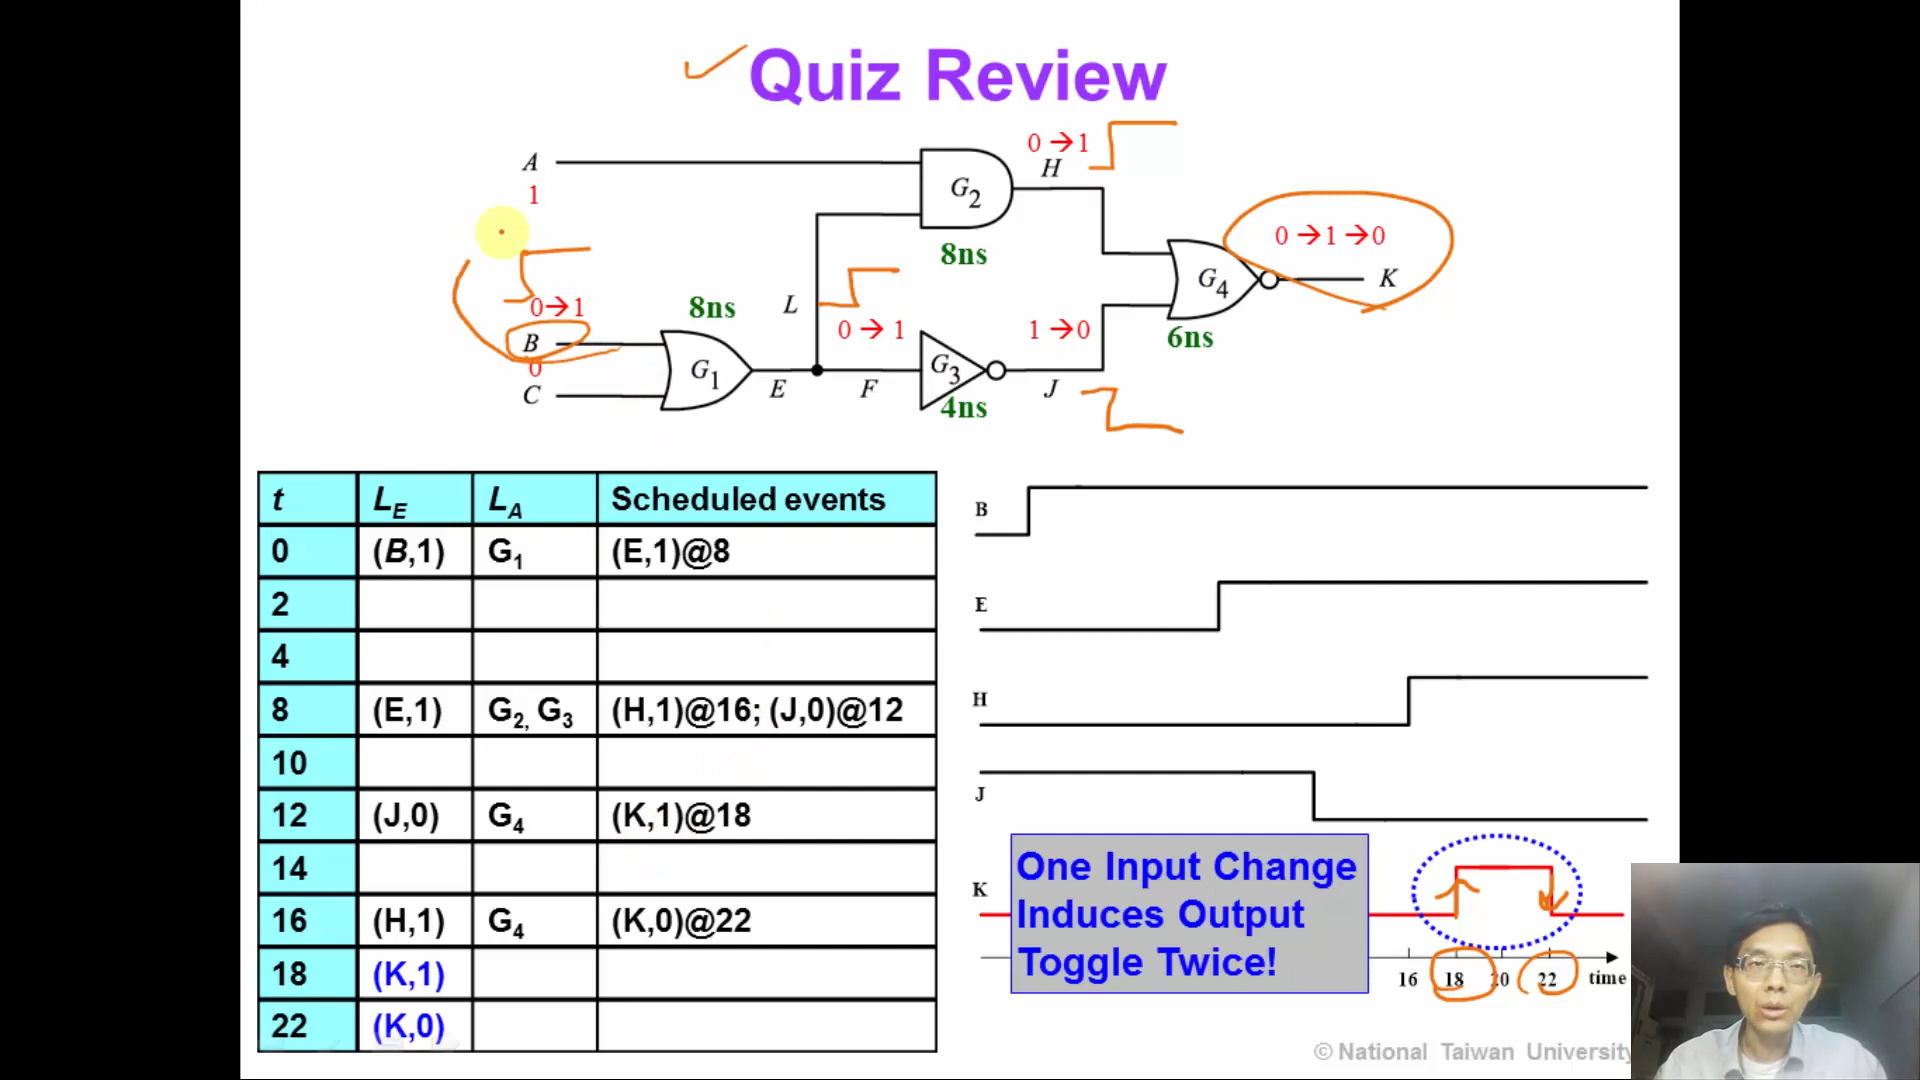 Quiz Review
0→1
A
H
G2
1
0→1→0
8ns
G4
K
0→1
8ns
L
0→1
1→0
6ns
B
G1
G3
0
E
F
J
C
4ns
t LE LA Scheduled events
0 (B,1) G1 (E,1)@8
2
4
8 (E,1) G2, G3 (H,1)@16; (J,0)@12
10
12 (J,0) G4 (K,1)@18
14
16 (H,1) G4 (K,0)@22
18 (K,1)
22 (K,0)
B
E
H
J
K
One Input Change
Induces Output
Toggle Twice!
16 18 20 22 time
© National Taiwan University